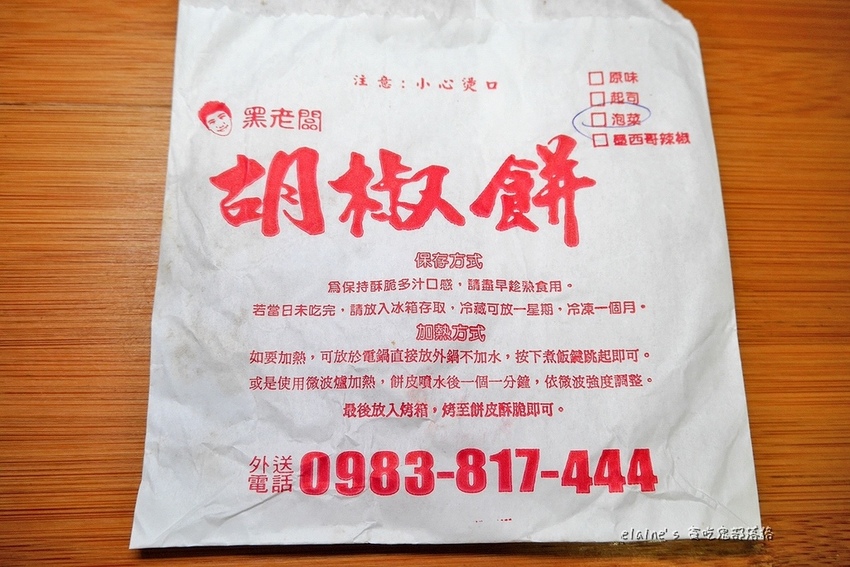 注意：小心燙口
□原味
□起司
□泡菜
□墨西哥辣椒
黑老闆
胡椒餅
保存方式
為保持酥脆多汁口感，請盡早趁熱食用。
若當日未吃完，請放入冰箱存取，冷藏可放一星期，冷凍一個月。
加熱方式
如要加熱，可放於電鍋直接放外鍋不加水，按下煮飯鍵跳起即可。
或是使用微波爐加熱，餅皮噴水後一個一分鐘，依微波強度調整。
最後放入烤箱，烤至餅皮酥脆即可。
外送
電話 0983-817-444
elaine's 貪吃鬼部落格